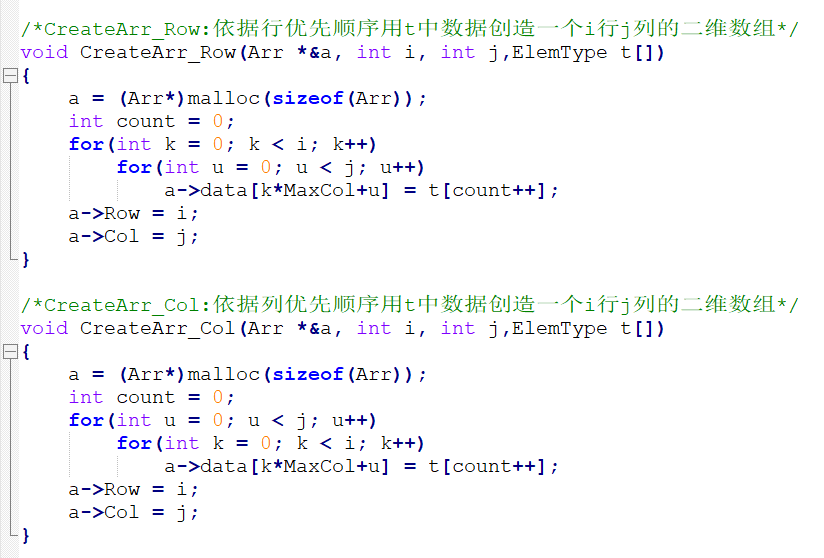 /*CreateArr_Row:依据行优先顺序用t中数据创造一个i行j列的二维数组*/
void CreateArr_Row(Arr *&a, int i, int j,ElemType t[])
{
    a = (Arr*)malloc(sizeof(Arr));
    int count = 0;
    for(int k = 0; k < i; k++)
        for(int u = 0; u < j; u++)
            a->data[k*MaxCol+u] = t[count++];
    a->Row = i;
    a->Col = j;
}
/*CreateArr_Col:依据列优先顺序用t中数据创造一个i行j列的二维数组*/
void CreateArr_Col(Arr *&a, int i, int j,ElemType t[])
{
    a = (Arr*)malloc(sizeof(Arr));
    int count = 0;
    for(int u = 0; u < j; u++)
        for(int k = 0; k < i; k++)
            a->data[k*MaxCol+u] = t[count++];
    a->Row = i;
    a->Col = j;
}